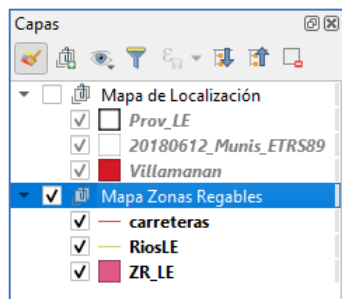 Capas
Mapa de Localización
Prov_LE
20180612_Munis_ETRS89
Villamanan
Mapa Zonas Regables
carreteras
RiosLE
ZR_LE